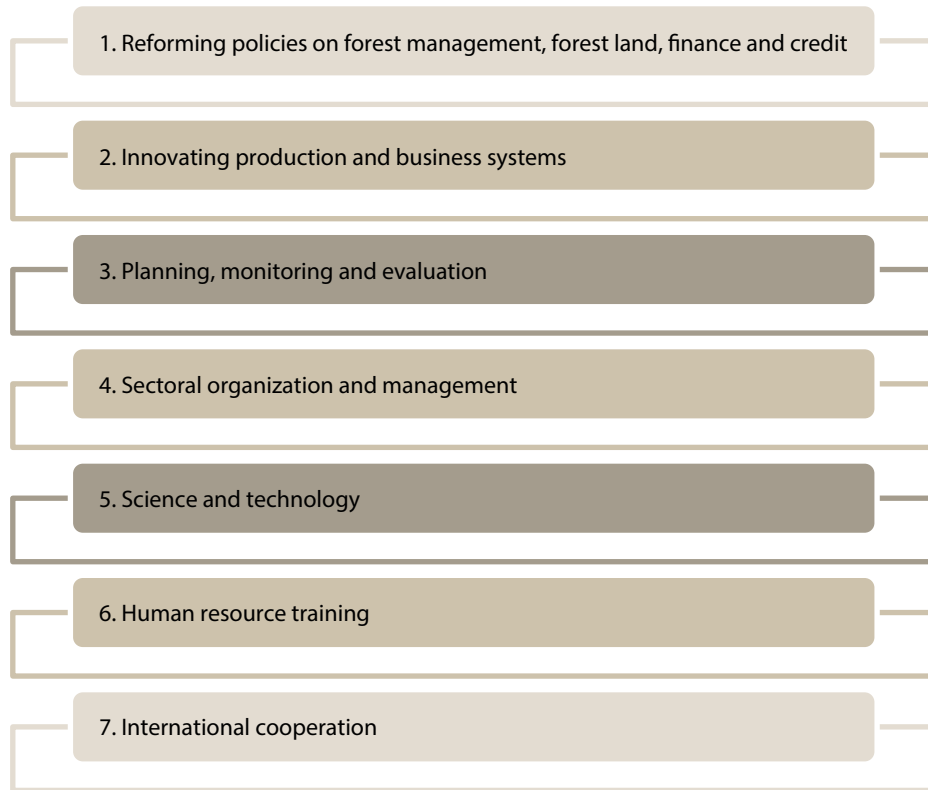 1. Reforming policies on forest management, forest land, finance and credit
2. Innovating production and business systems
3. Planning, monitoring and evaluation
4. Sectoral organization and management
5. Science and technology
6. Human resource training
7. International cooperation